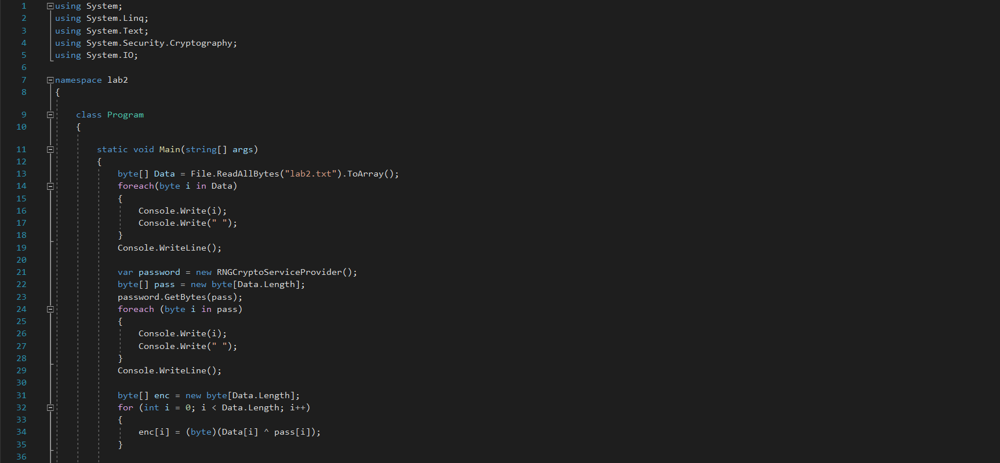 1 using System;
2 using System.Linq;
3 using System.Text;
4 using System.Security.Cryptography;
5 using System.IO;
6
7 namespace lab2
8 {
9 class Program
10 {
11 static void Main(string[] args)
12 {
13 byte[] Data = File.ReadAllBytes("lab2.txt").ToArray();
14 foreach(byte i in Data)
15 {
16 Console.Write(i);
17 Console.Write(" ");
18 }
19 Console.WriteLine();
20
21 var password = new RNGCryptoServiceProvider();
22 byte[] pass = new byte[Data.Length];
23 password.GetBytes(pass);
24 foreach (byte i in pass)
25 {
26 Console.Write(i);
27 Console.Write(" ");
28 }
29 Console.WriteLine();
30
31 byte[] enc = new byte[Data.Length];
32 for (int i = 0; i < Data.Length; i++)
33 {
34 enc[i] = (byte)(Data[i] ^ pass[i]);
35 }
36